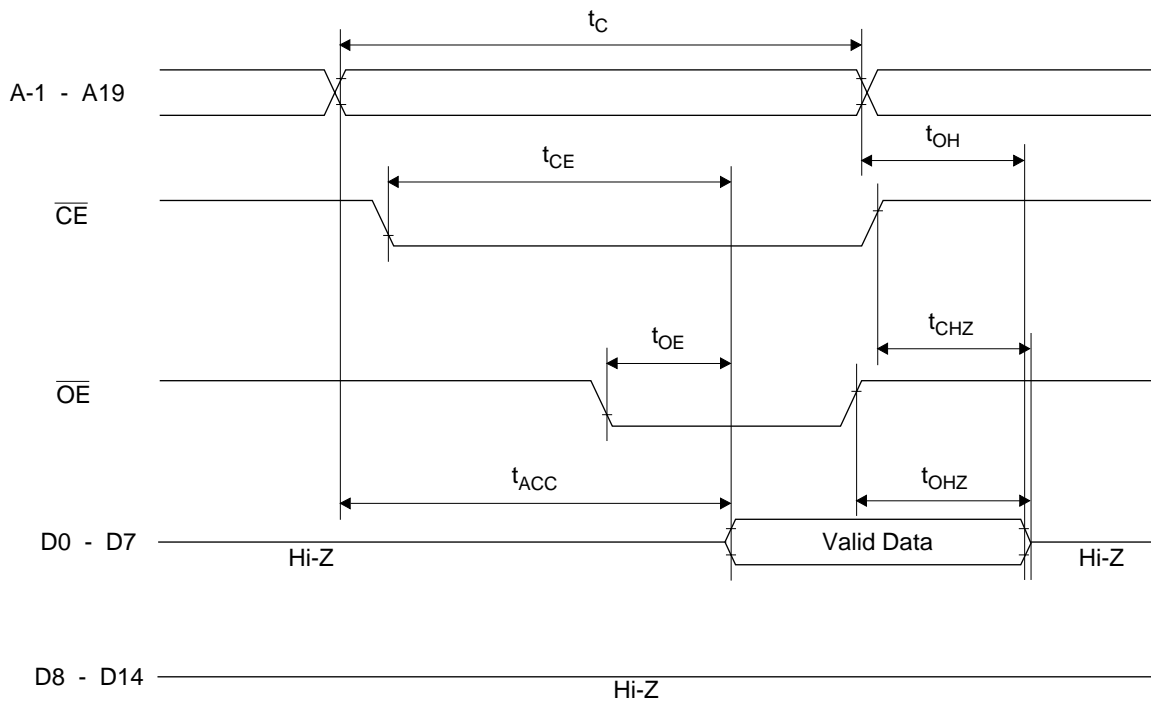 tC
A-1 - A19
tOH
tCE
CE
tCHZ
tOE
OE
tACC
tOHZ
D0 - D7
Hi-Z
Valid Data
Hi-Z
D8 - D14
Hi-Z